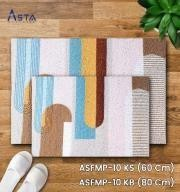 ASTA
ASFMP-10 KS (60 Cm)
ASFMP-10 KB (80 Cm)